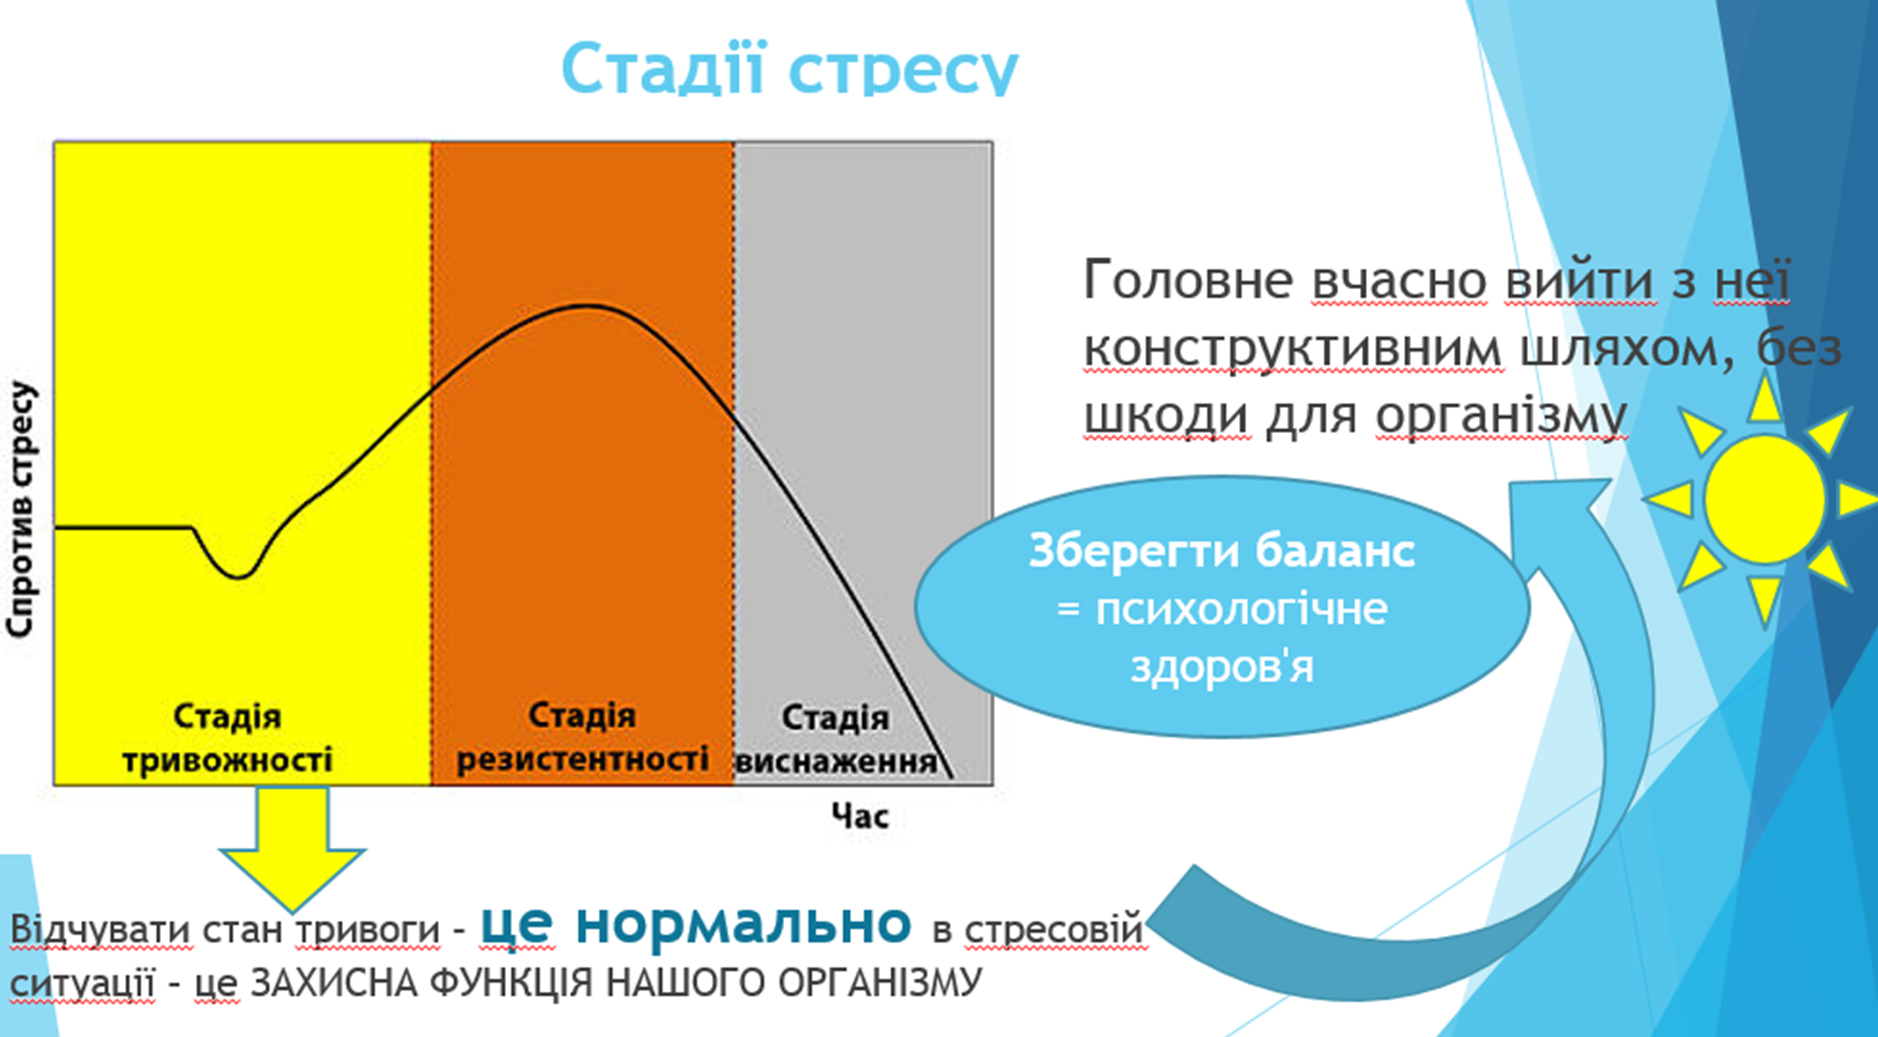 Стадії стресу
Спротив стресу
Стадія
тривожності
Стадія
резистентності
Стадія
виснаження
Час
Головне вчасно вийти з неї
конструктивним шляхом, без
шкоди для організму
Зберегти баланс
= психологічне
здоров'я
Відчувати стан тривоги – це нормально в стресовій
ситуації – це ЗАХИСНА ФУНКЦІЯ НАШОГО ОРГАНІЗМУ